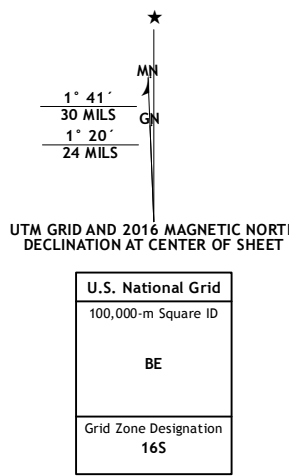 MN
1° 41´
30 MILS
GN
1° 20´
24 MILS
UTM GRID AND 2016 MAGNETIC NORTH
DECLINATION AT CENTER OF SHEET
U.S. National Grid
100,000-m Square ID
BE
Grid Zone Designation
16S